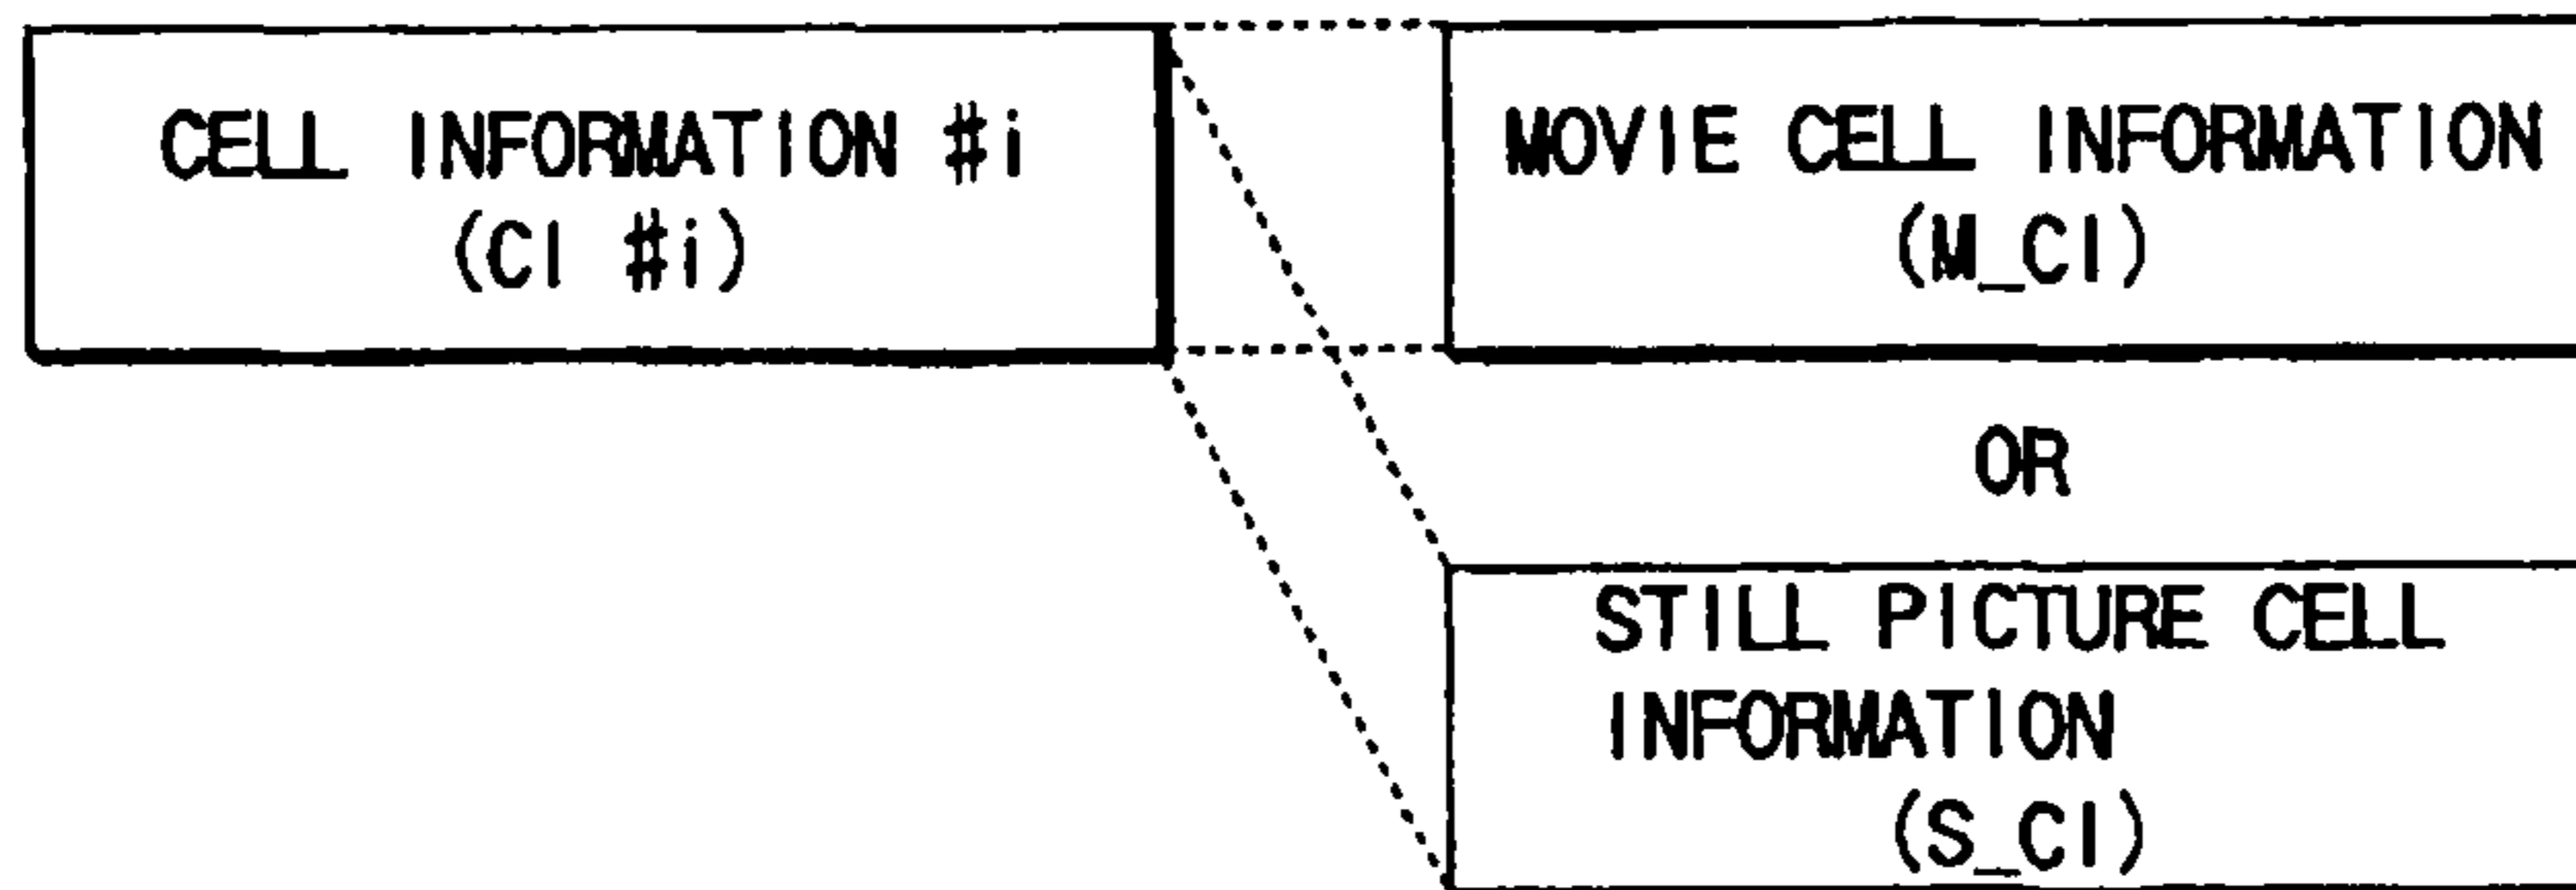 CELL INFORMATION #i
(CI #i)
MOVIE CELL INFORMATION
(M_CI)
OR
STILL PICTURE CELL
INFORMATION
(S_CI)